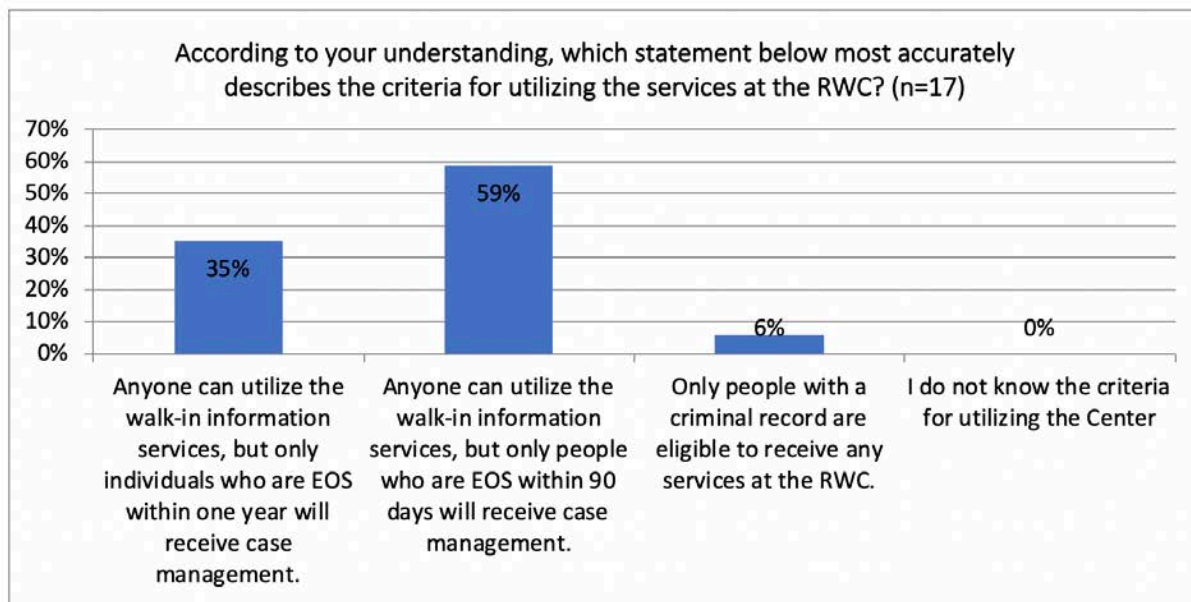 According to your understanding, which statement below most accurately
describes the criteria for utilizing the services at the RWC? (n=17)
70%
60%
50%
40%
30%
20%
10%
0%
35%
59%
6%
0%
Anyone can utilize the
walk-in information
services, but only
individuals who are EOS
within one year will
receive case
management.
Anyone can utilize the
walk-in information
services, but only people
who are EOS within 90
days will receive case
management.
Only people with a
criminal record are
eligible to receive any
services at the RWC.
I do not know the criteria
for utilizing the Center